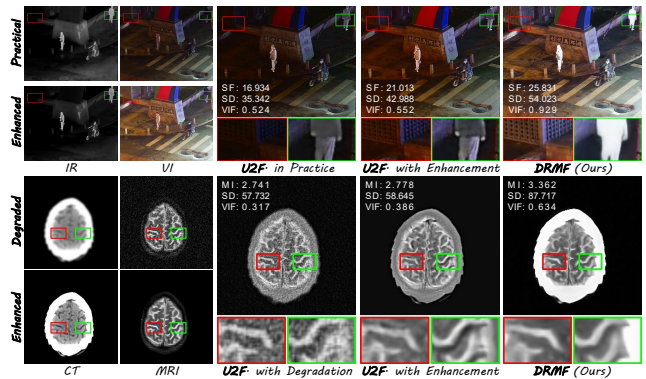 Practical
Enhanced
SF: 16.934
SD: 35.342
VIF: 0.524
SF: 21.013
SD: 42.988
VIF: 0.552
SF: 25.831
SD: 54.023
VIF: 0.929
IR
VI
U2F· in Practice
U2F· with Enhancement
DRMF (Ours)
Degraded
Enhanced
MI: 2.741
SD: 57.732
VIF: 0.317
MI: 2.778
SD: 58.645
VIF: 0.386
MI: 3.362
SD: 87.717
VIF: 0.634
CT
MRI
U2F· with Degradation
U2F· with Enhancement
DRMF (Ours)